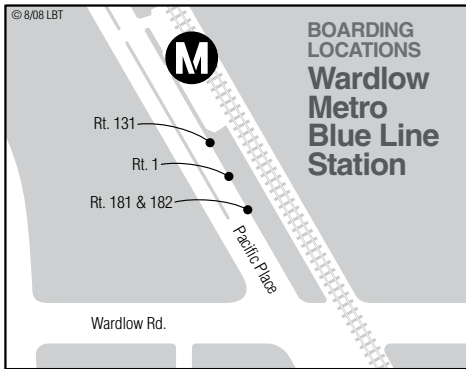 © 8/08 LBT
BOARDING
LOCATIONS
Wardlow
Metro
Blue Line
Station
M
Rt. 131
Rt. 1
Rt. 181 & 182
Pacific Place
Wardlow Rd.